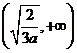 (√(2/3a), +∞)